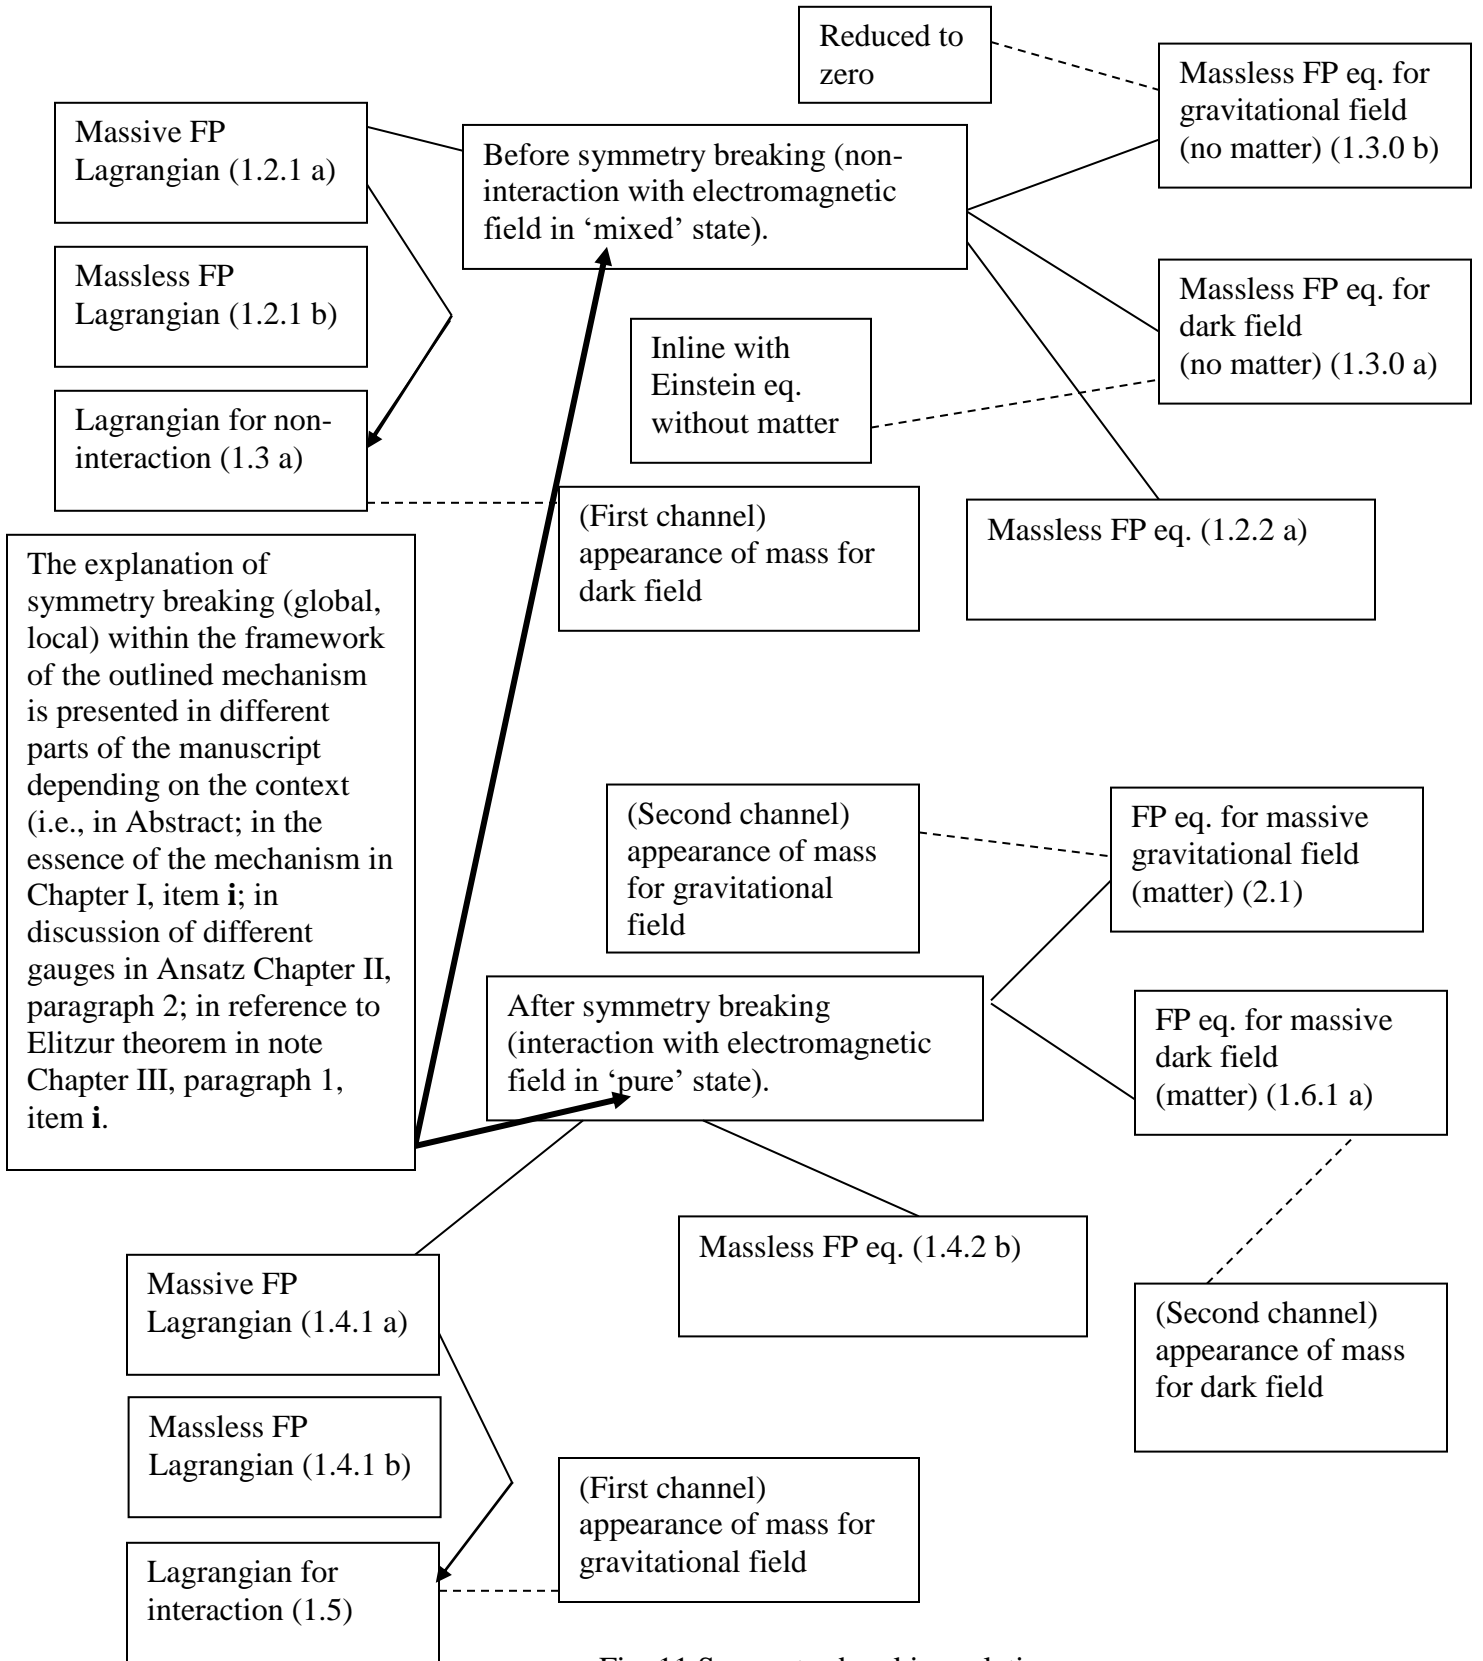 Reduced to
zero
Massless FP eq. for
gravitational field
(no matter) (1.3.0 b)
Massive FP
Lagrangian (1.2.1 a)
Before symmetry breaking (non-
interaction with electromagnetic
field in ‘mixed’ state).
Massless FP
Lagrangian (1.2.1 b)
Massless FP eq. for
dark field
(no matter) (1.3.0 a)
Inline with
Einstein eq.
without matter
Lagrangian for non-
interaction (1.3 a)
(First channel)
appearance of mass for
dark field
Massless FP eq. (1.2.2 a)
The explanation of
symmetry breaking (global,
local) within the framework
of the outlined mechanism
is presented in different
parts of the manuscript
depending on the context
(i.e., in Abstract; in the
essence of the mechanism in
Chapter I, item i; in
discussion of different
gauges in Ansatz Chapter II,
paragraph 2; in reference to
Elitzur theorem in note
Chapter III, paragraph 1,
item i.
(Second channel)
appearance of mass
for gravitational
field
FP eq. for massive
gravitational field
(matter) (2.1)
After symmetry breaking
(interaction with electromagnetic
field in ‘pure’ state).
FP eq. for massive
dark field
(matter) (1.6.1 a)
Massless FP eq. (1.4.2 b)
Massive FP
Lagrangian (1.4.1 a)
(Second channel)
appearance of mass
for dark field
Massless FP
Lagrangian (1.4.1 b)
(First channel)
appearance of mass for
gravitational field
Lagrangian for
interaction (1.5)